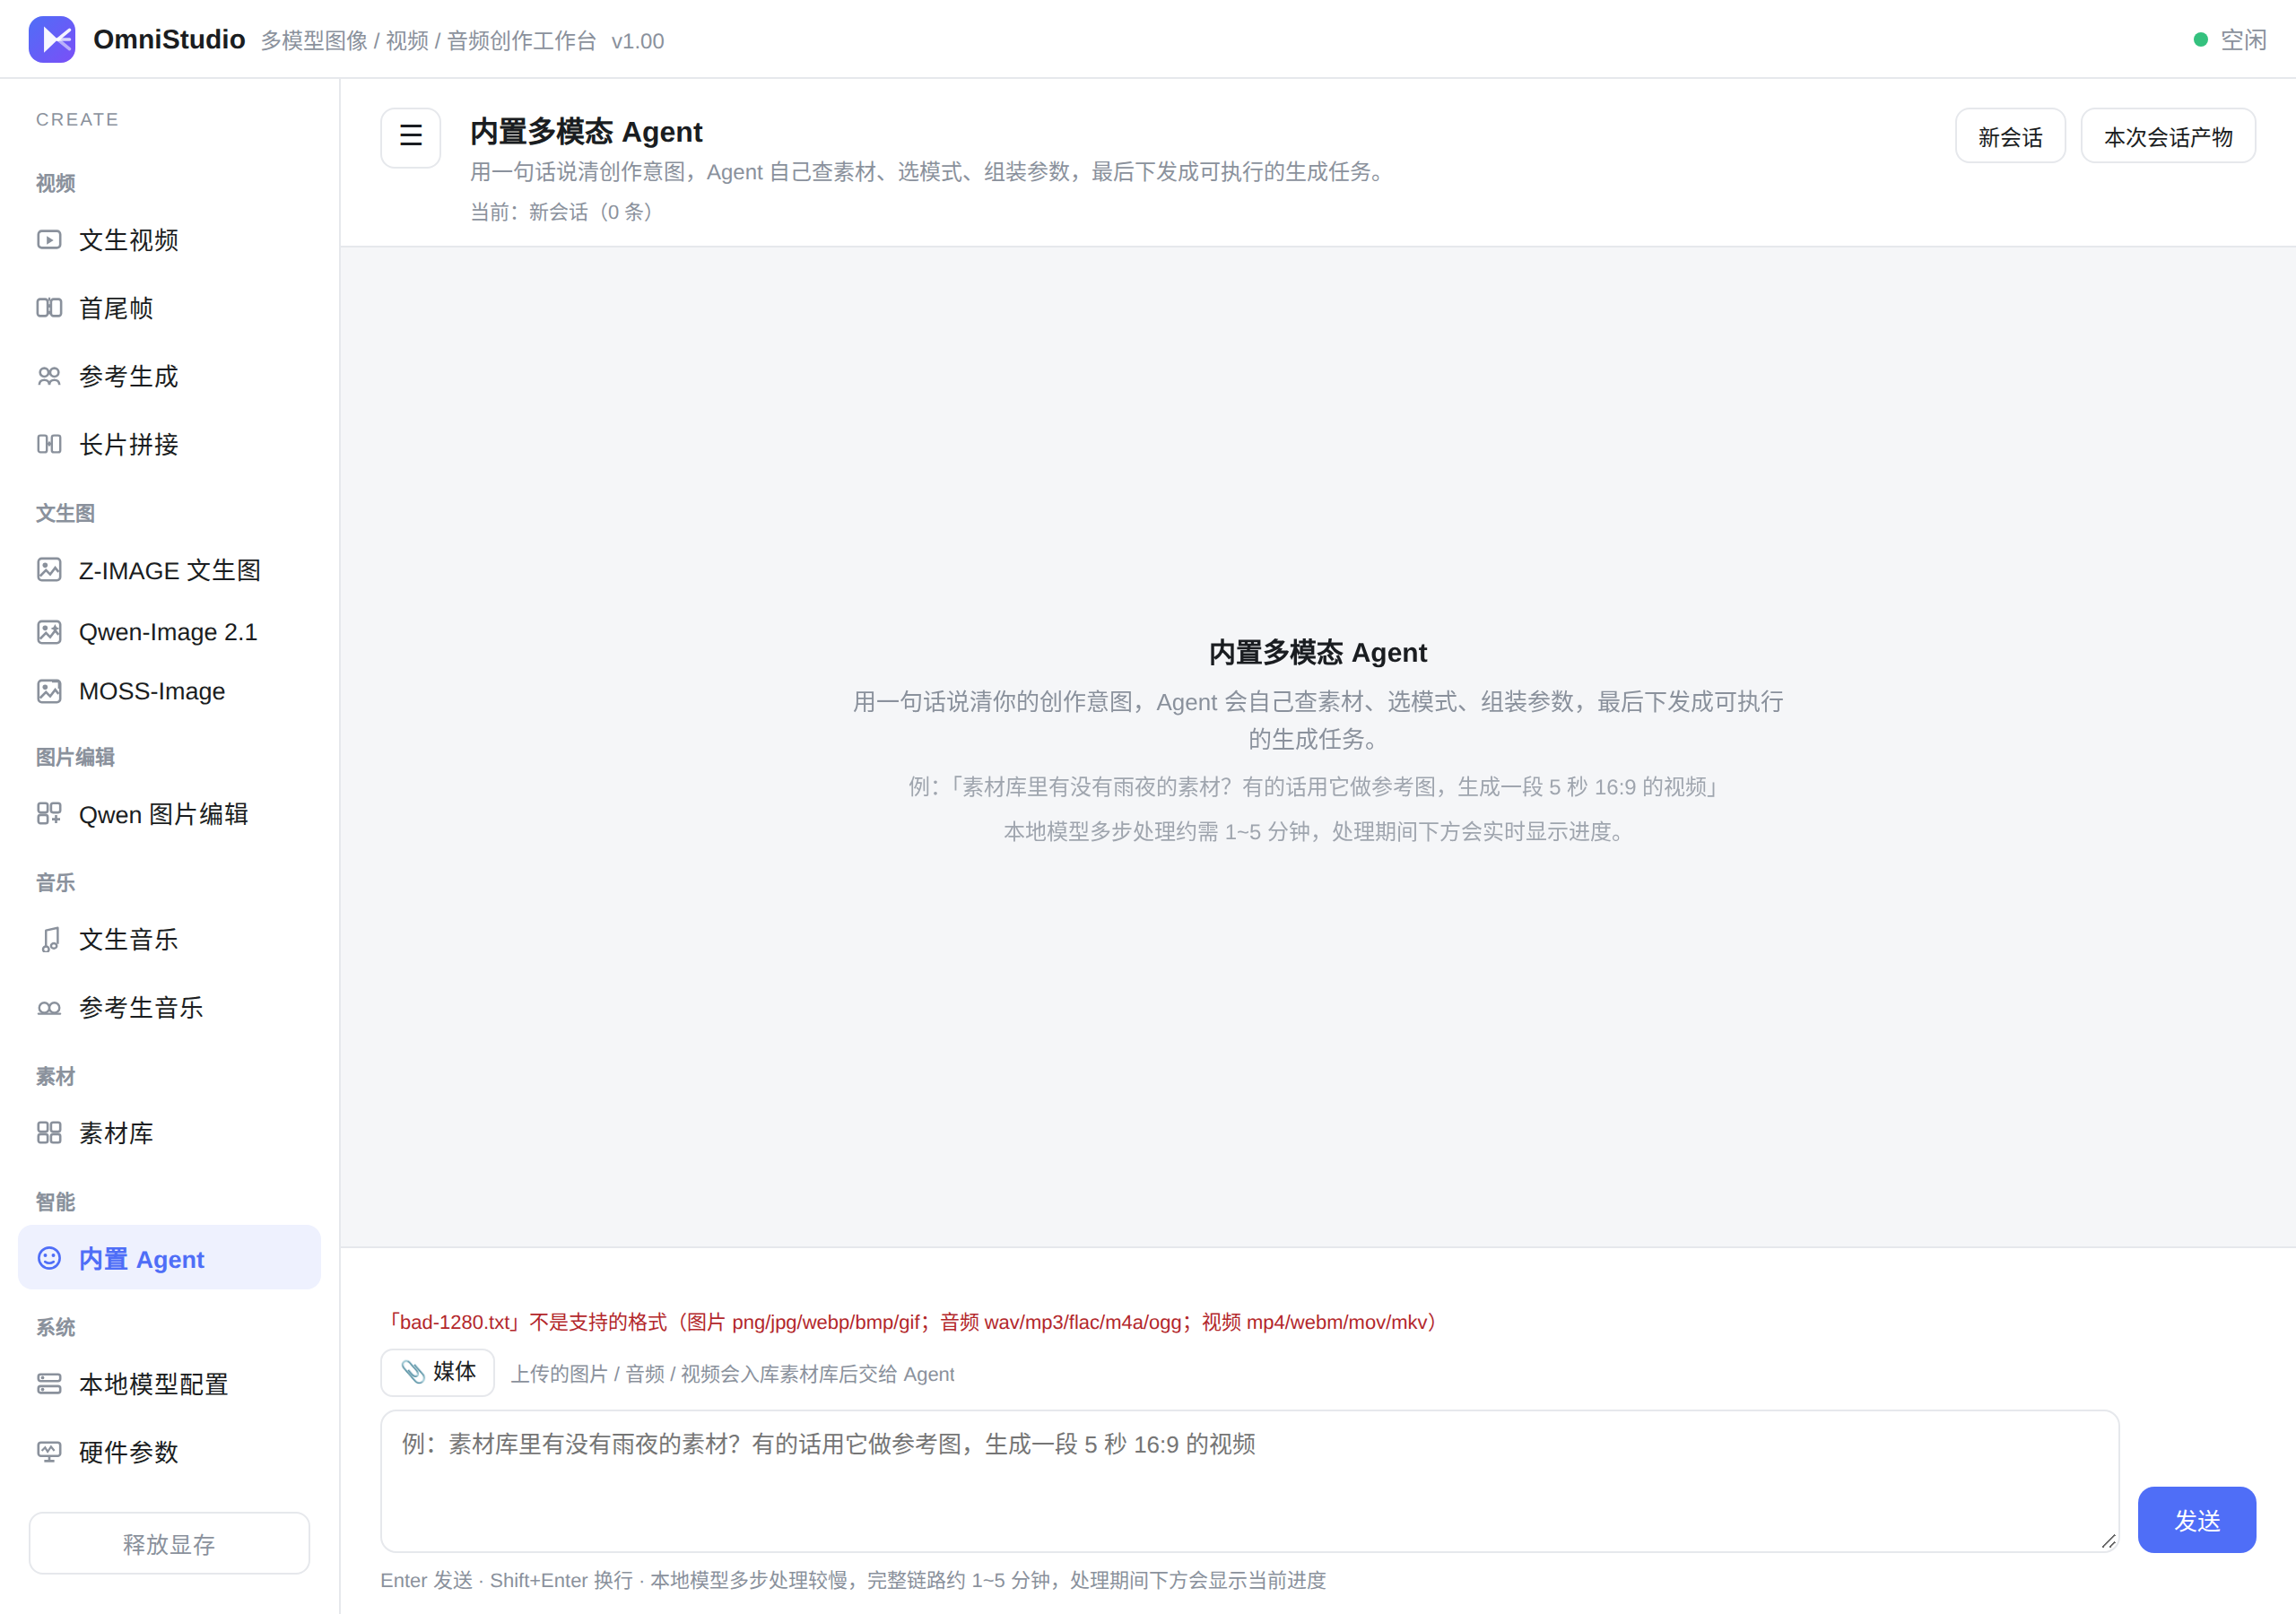 OmniStudio 多模型图像 / 视频 / 音频创作工作台 v1.00
空闲
CREATE
视频
文生视频
首尾帧
参考生成
长片拼接
文生图
Z-IMAGE 文生图
Qwen-Image 2.1
MOSS-Image
图片编辑
Qwen 图片编辑
音乐
文生音乐
参考生音乐
素材
素材库
智能
内置 Agent
系统
本地模型配置
硬件参数
释放显存
内置多模态 Agent
用一句话说清创作意图，Agent 自己查素材、选模式、组装参数，最后下发成可执行的生成任务。
当前：新会话（0 条）
新会话
本次会话产物
内置多模态 Agent
用一句话说清你的创作意图，Agent 会自己查素材、选模式、组装参数，最后下发成可执行
的生成任务。
例：「素材库里有没有雨夜的素材？有的话用它做参考图，生成一段 5 秒 16:9 的视频」
本地模型多步处理约需 1~5 分钟，处理期间下方会实时显示进度。
「bad-1280.txt」不是支持的格式（图片 png/jpg/webp/bmp/gif；音频 wav/mp3/flac/m4a/ogg；视频 mp4/webm/mov/mkv）
📎 媒体
上传的图片 / 音频 / 视频会入库素材库后交给 Agent
例：素材库里有没有雨夜的素材？有的话用它做参考图，生成一段 5 秒 16:9 的视频
发送
Enter 发送 · Shift+Enter 换行 · 本地模型多步处理较慢，完整链路约 1~5 分钟，处理期间下方会显示当前进度